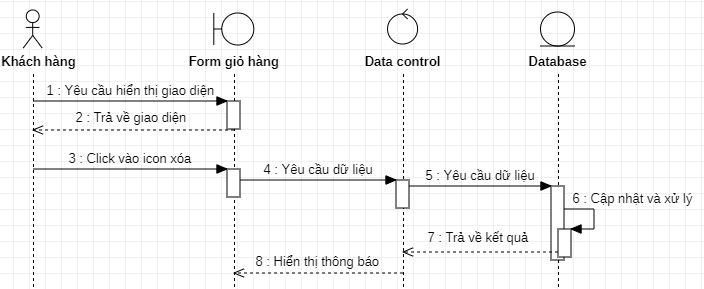 Khách hàng
Form giỏ hàng
Data control
Database
1 : Yêu cầu hiển thị giao diện
2 : Trả về giao diện
3 : Click vào icon xóa
4 : Yêu cầu dữ liệu
5 : Yêu cầu dữ liệu
6 : Cập nhật và xử lý
7 : Trả về kết quả
8 : Hiển thị thông báo